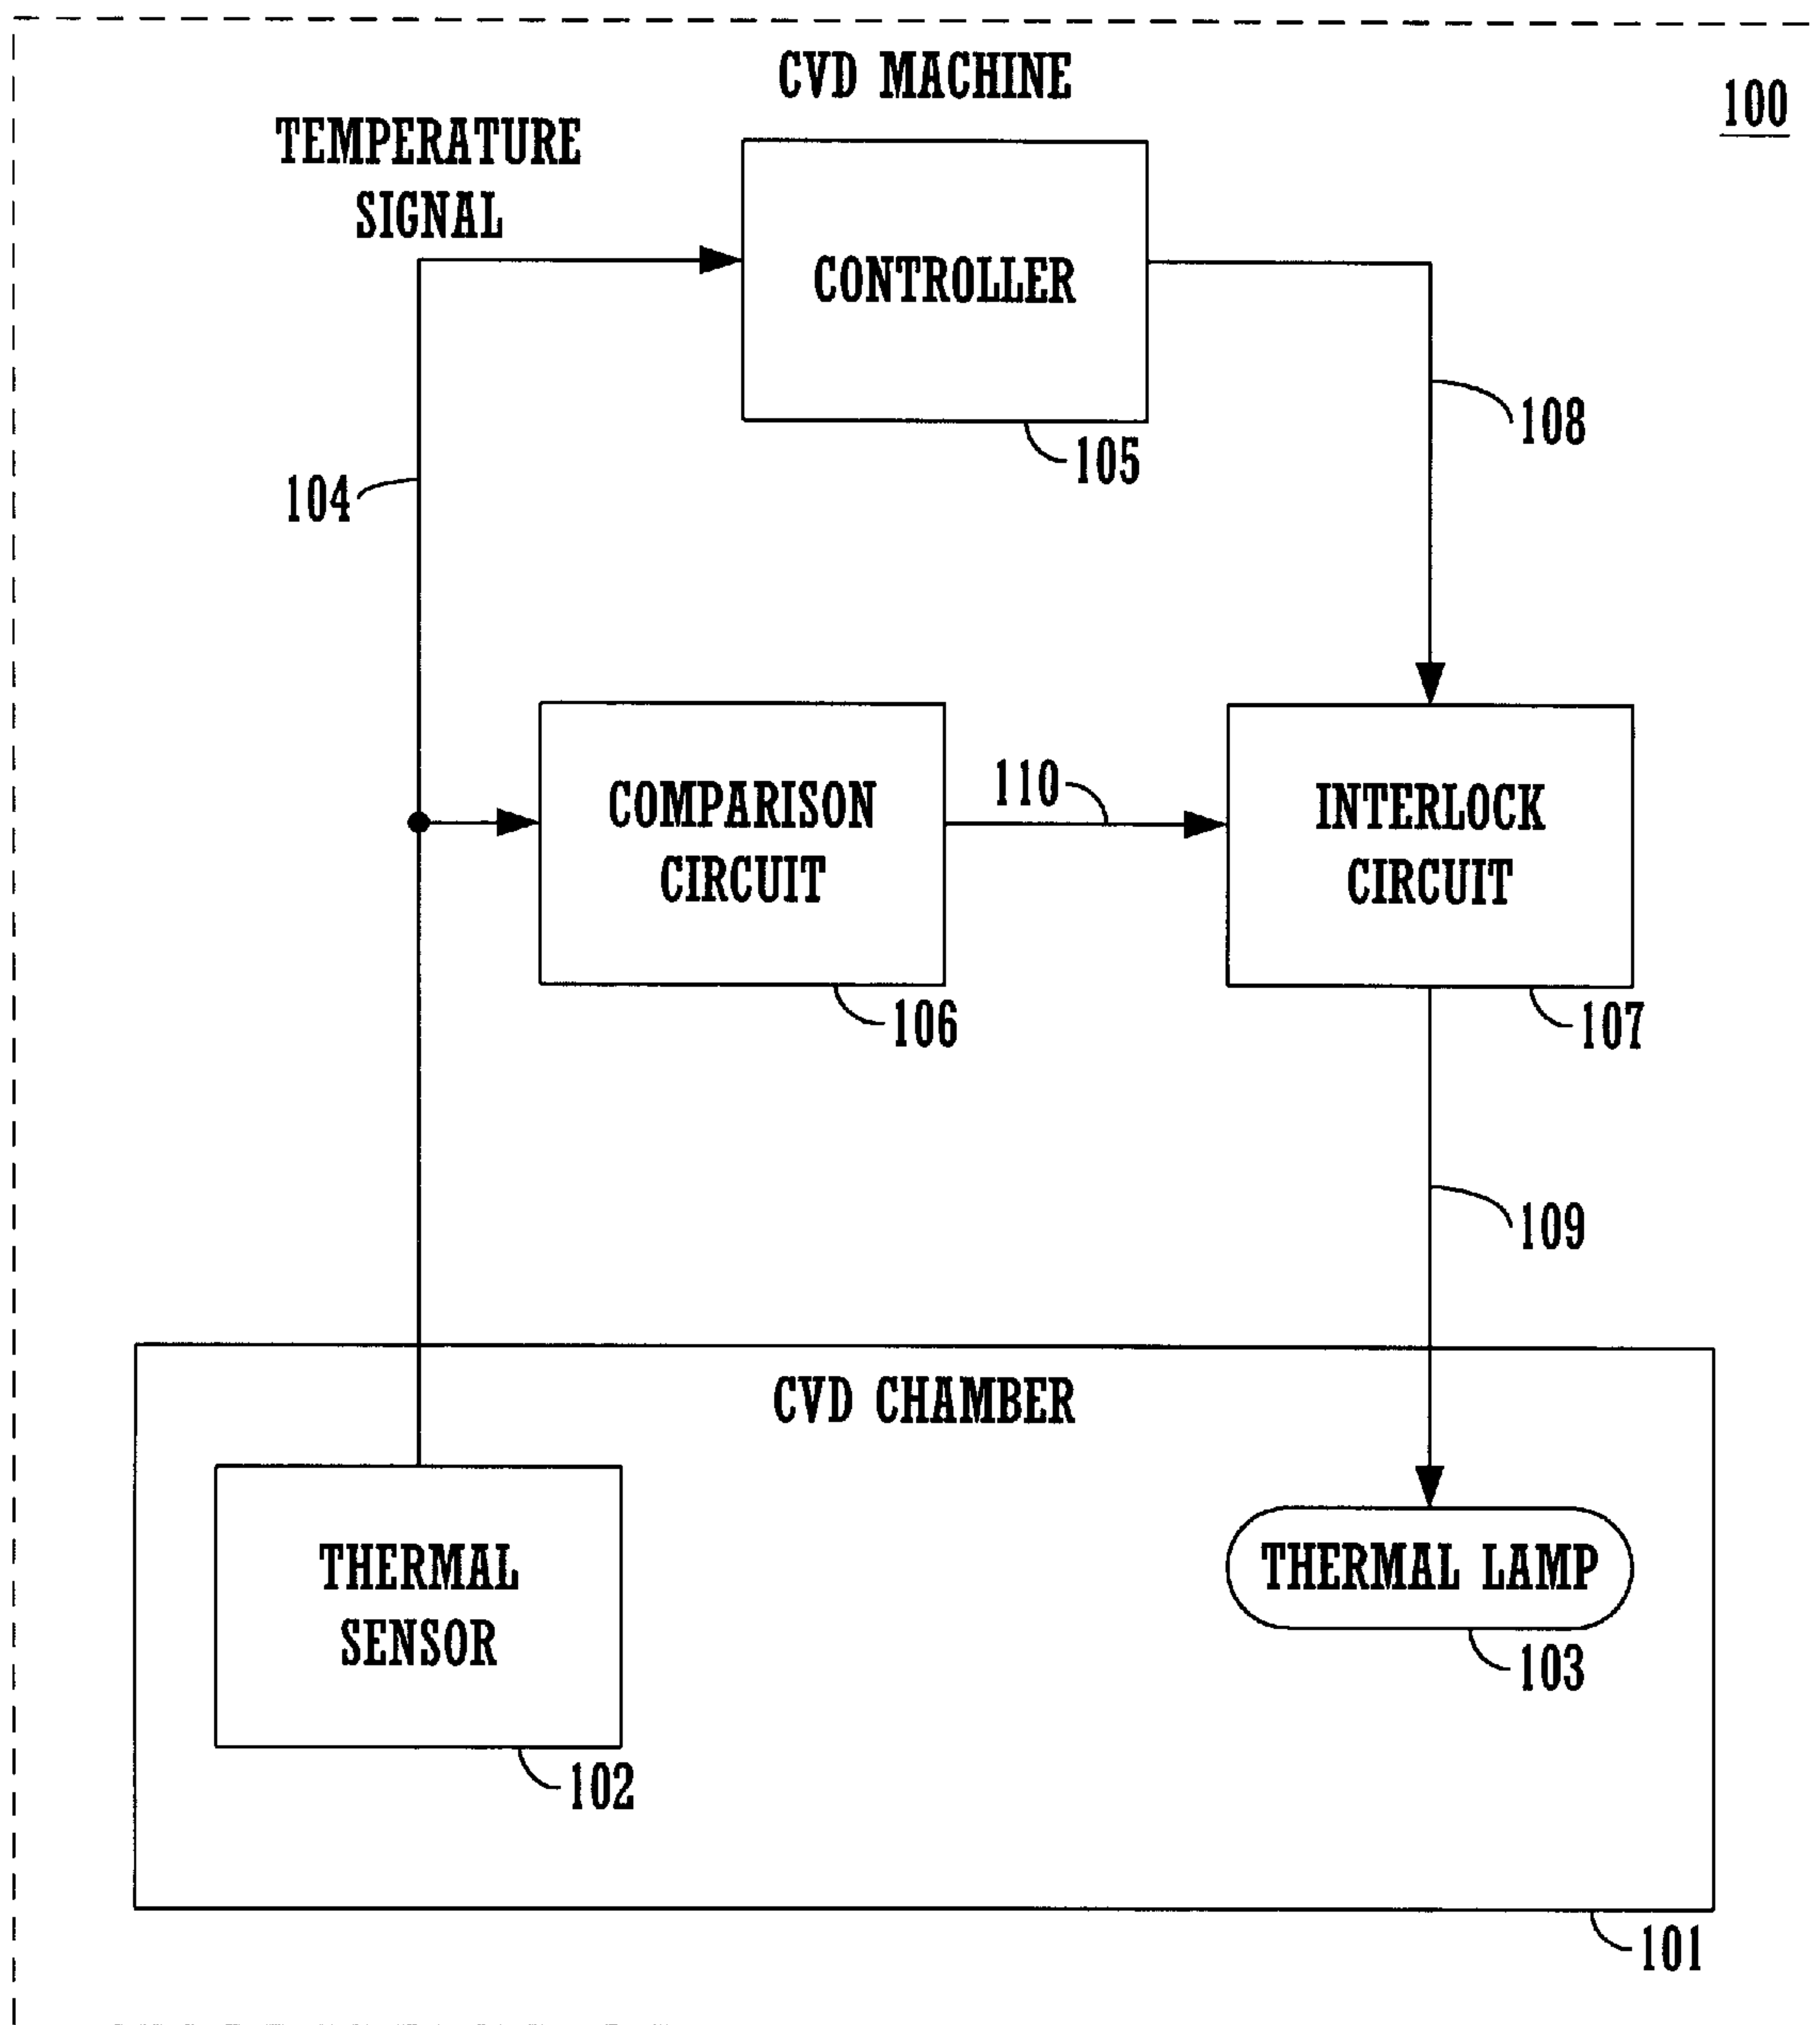 CVD MACHINE
100
TEMPERATURE
SIGNAL
CONTROLLER
108
105
104
COMPARISON
CIRCUIT
110
INTERLOCK
CIRCUIT
106
107
109
CVD CHAMBER
THERMAL
SENSOR
THERMAL LAMP
103
102
101